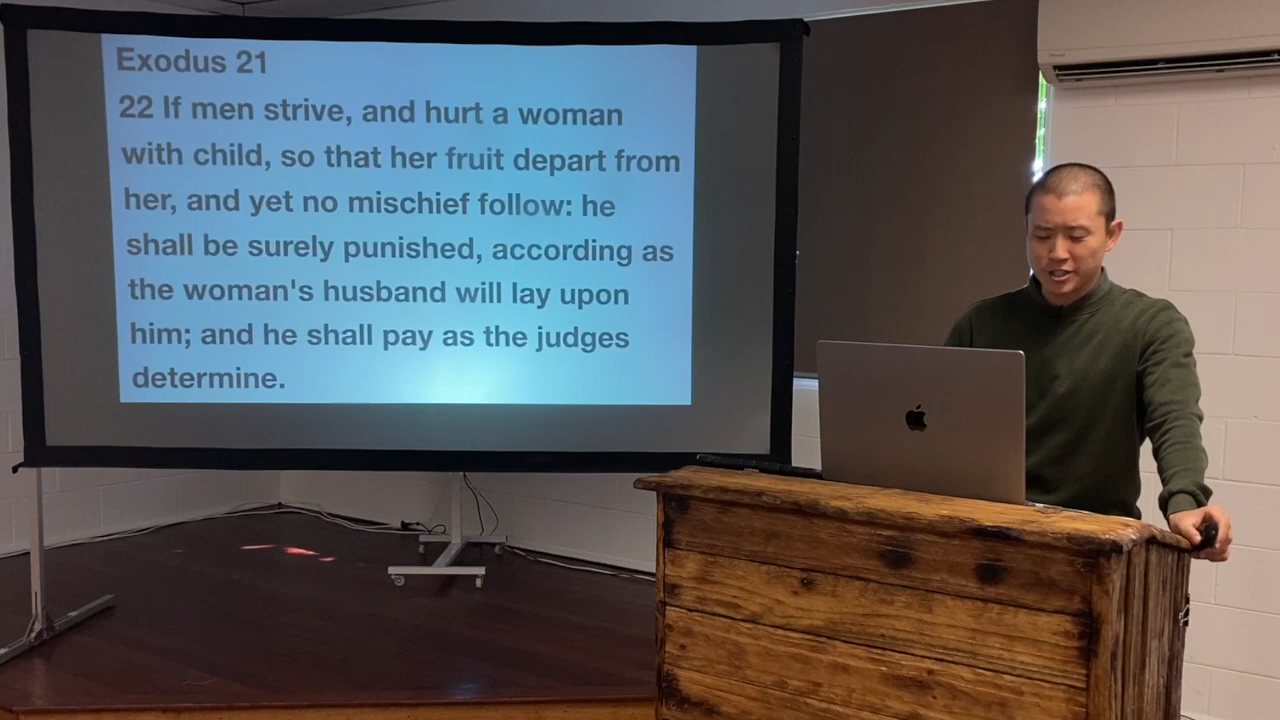 Exodus 21
22 If men strive, and hurt a woman
with child, so that her fruit depart from
her, and yet no mischief follow: he
shall be surely punished, according as
the woman's husband will lay upon
him; and he shall pay as the judges
determine.